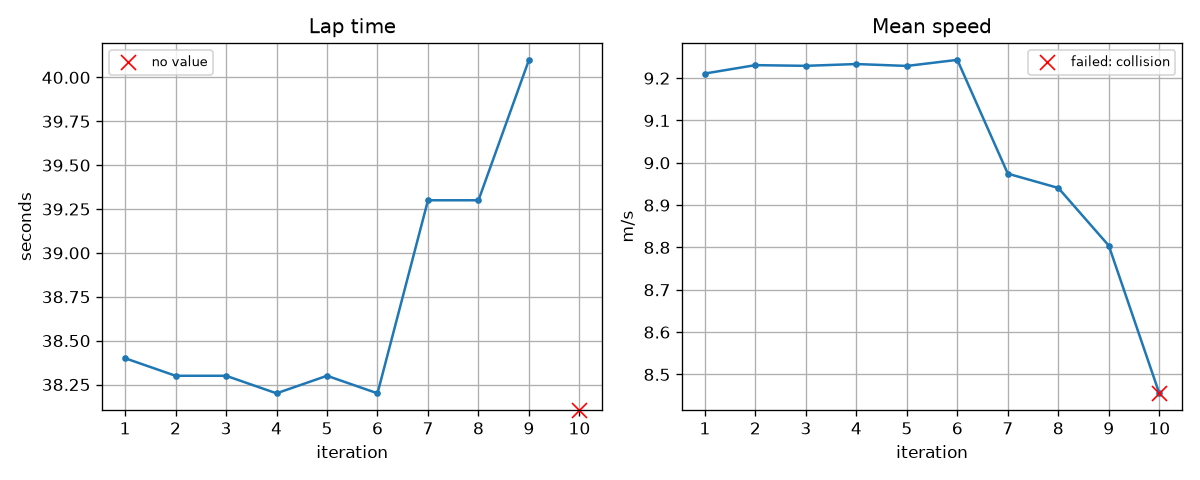 Lap time
no value
40.00
39.75
39.50
39.25
39.00
38.75
38.50
38.25
seconds
1 2 3 4 5 6 7 8 9 10
iteration
Mean speed
failed: collision
9.2
9.1
9.0
8.9
8.8
8.7
8.6
8.5
m/s
1 2 3 4 5 6 7 8 9 10
iteration